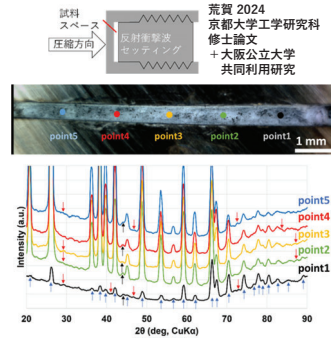 試料
スペース
圧縮方向
反射衝撃波
セッティング
荒賀 2024
京都大学工学研究科
修士論文
＋大阪公立大学
共同利用研究
point5
point4
point3
point2
point1
1 mm
Intensity (a.u.)
point5
point4
point3
point2
point1
20
30
40
50
60
70
80
90
2θ (deg, CuKα)